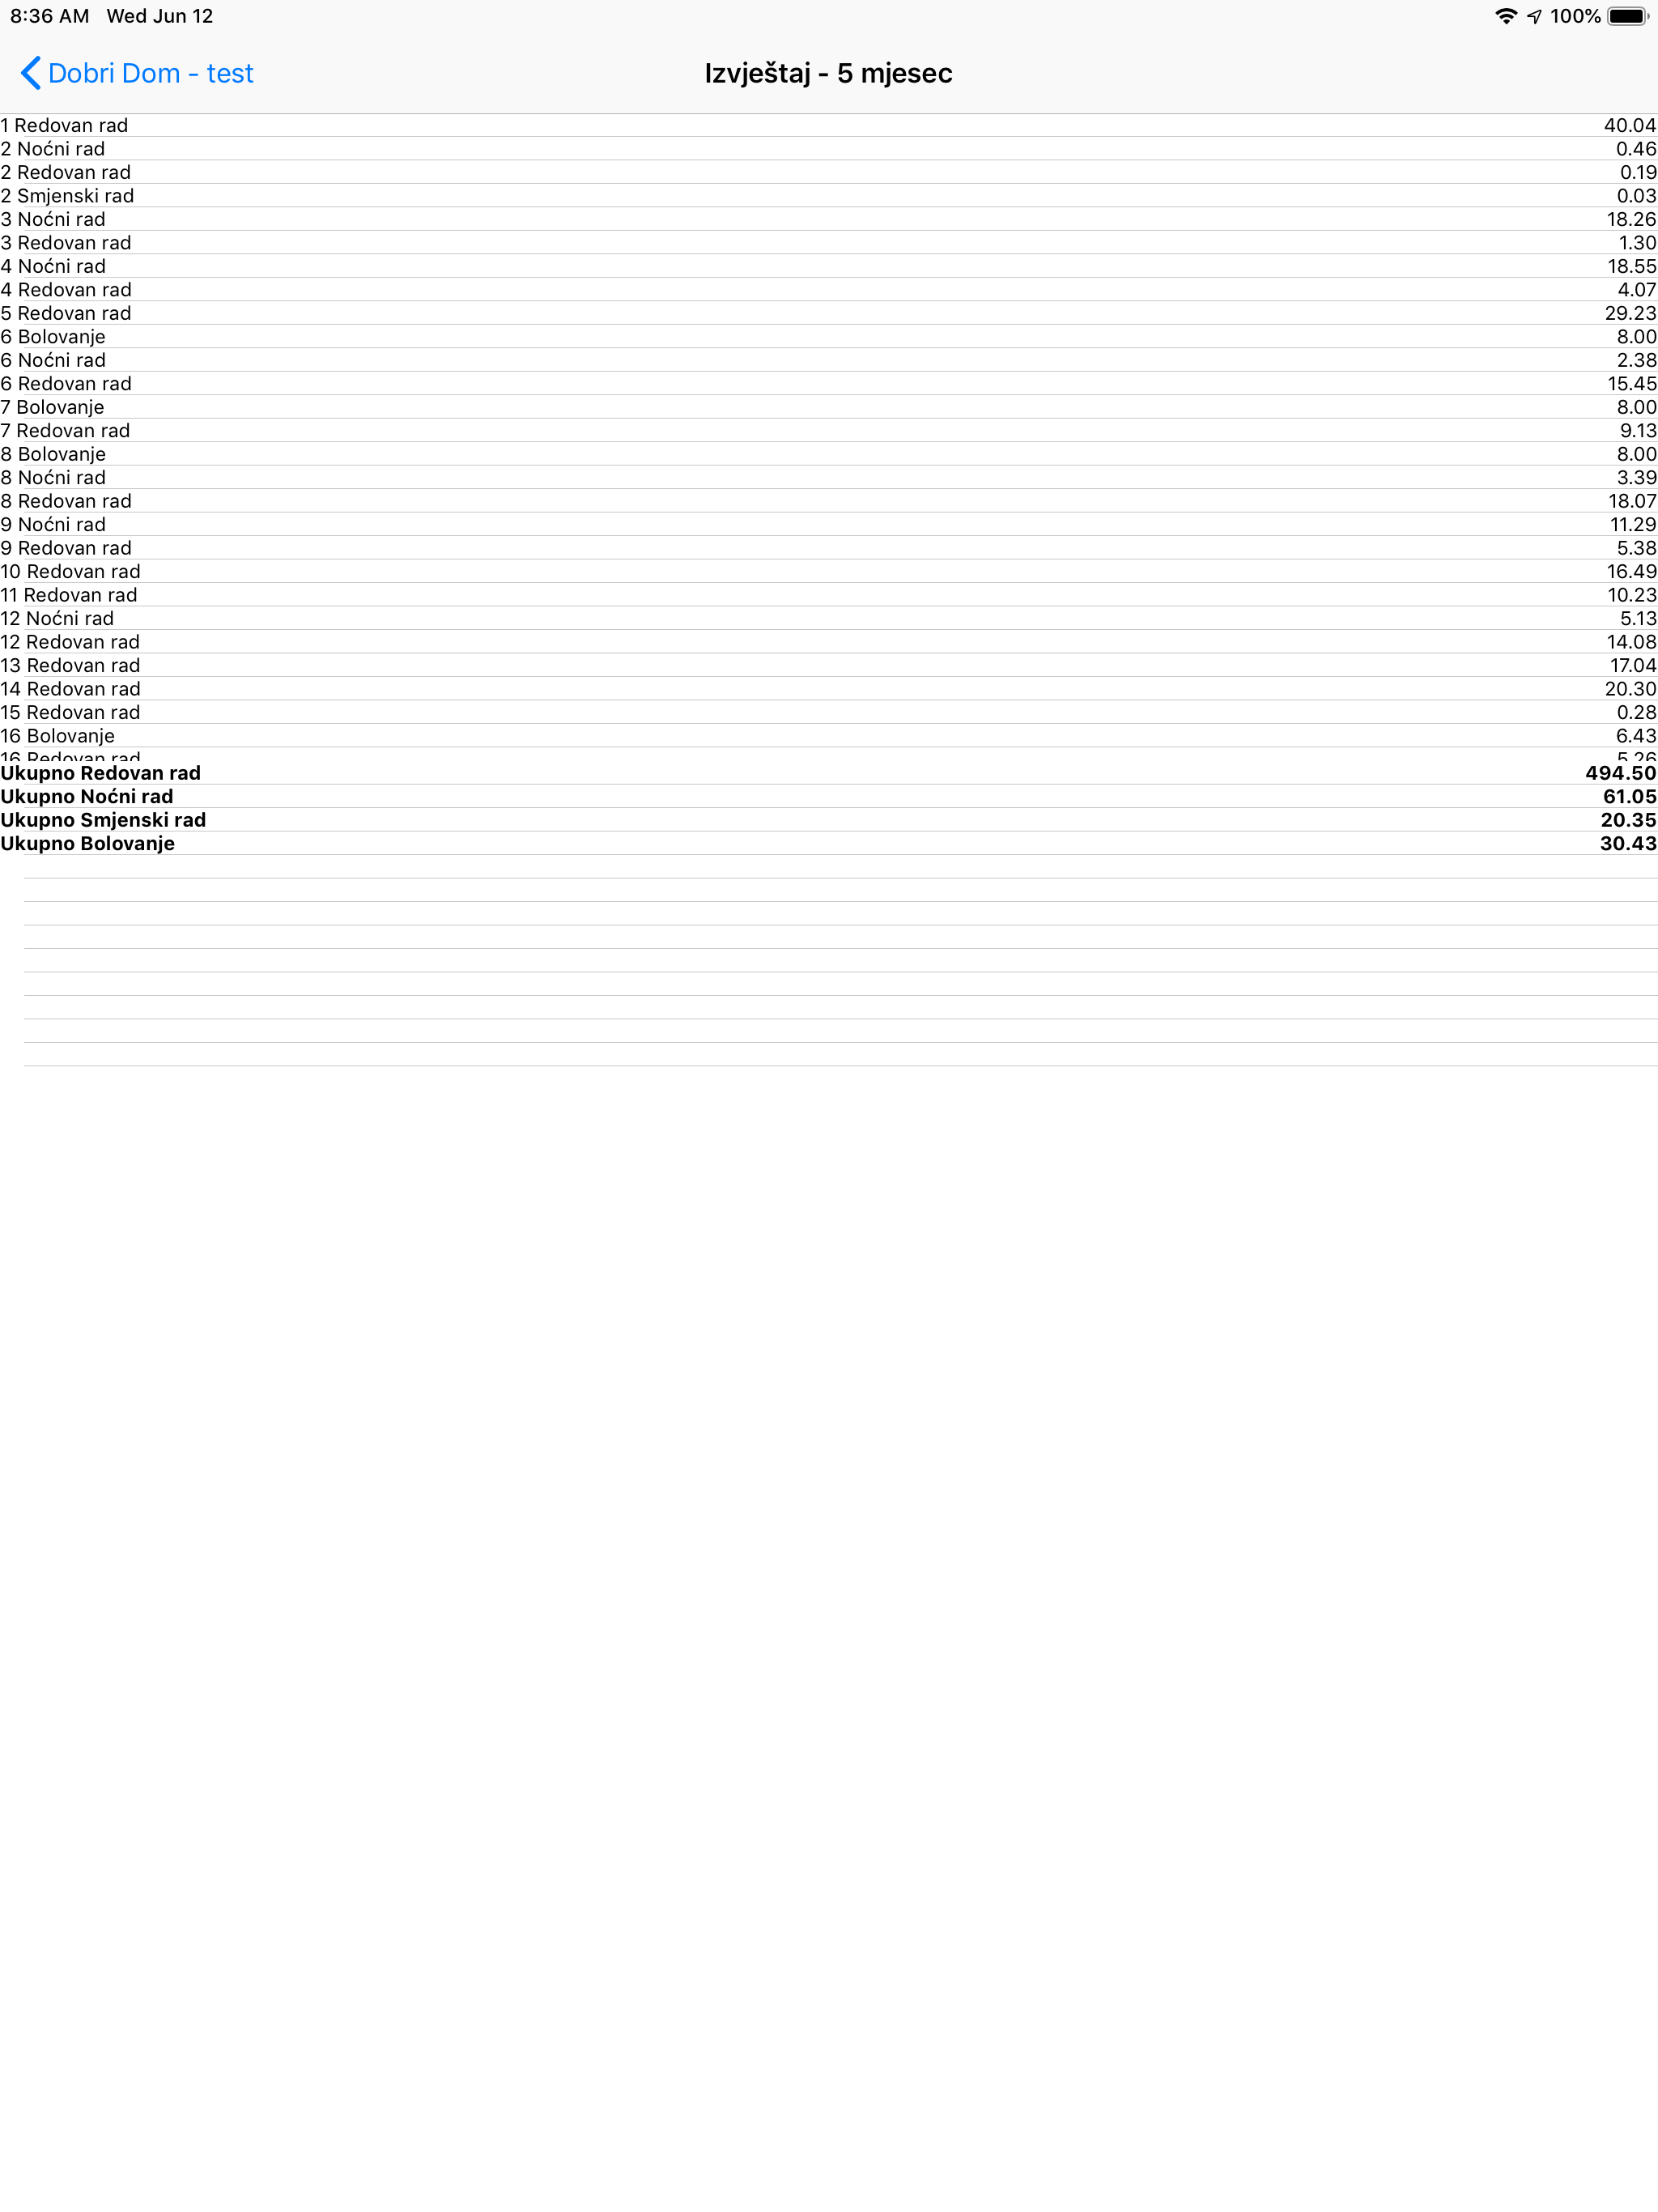 8:36 AM Wed Jun 12 100%
Dobri Dom - test Izvještaj - 5 mjesec
1 Redovan rad 40.04
2 Noćni rad 0.46
2 Redovan rad 0.19
2 Smjenski rad 0.03
3 Noćni rad 18.26
3 Redovan rad 1.30
4 Noćni rad 18.55
4 Redovan rad 4.07
5 Redovan rad 29.23
6 Bolovanje 8.00
6 Noćni rad 2.38
6 Redovan rad 15.45
7 Bolovanje 8.00
7 Redovan rad 9.13
8 Bolovanje 8.00
8 Noćni rad 3.39
8 Redovan rad 18.07
9 Noćni rad 11.29
9 Redovan rad 5.38
10 Redovan rad 16.49
11 Redovan rad 10.23
12 Noćni rad 5.13
12 Redovan rad 14.08
13 Redovan rad 17.04
14 Redovan rad 20.30
15 Redovan rad 0.28
16 Bolovanje 6.43
16 Redovan rad 5.26
Ukupno Redovan rad 494.50
Ukupno Noćni rad 61.05
Ukupno Smjenski rad 20.35
Ukupno Bolovanje 30.43